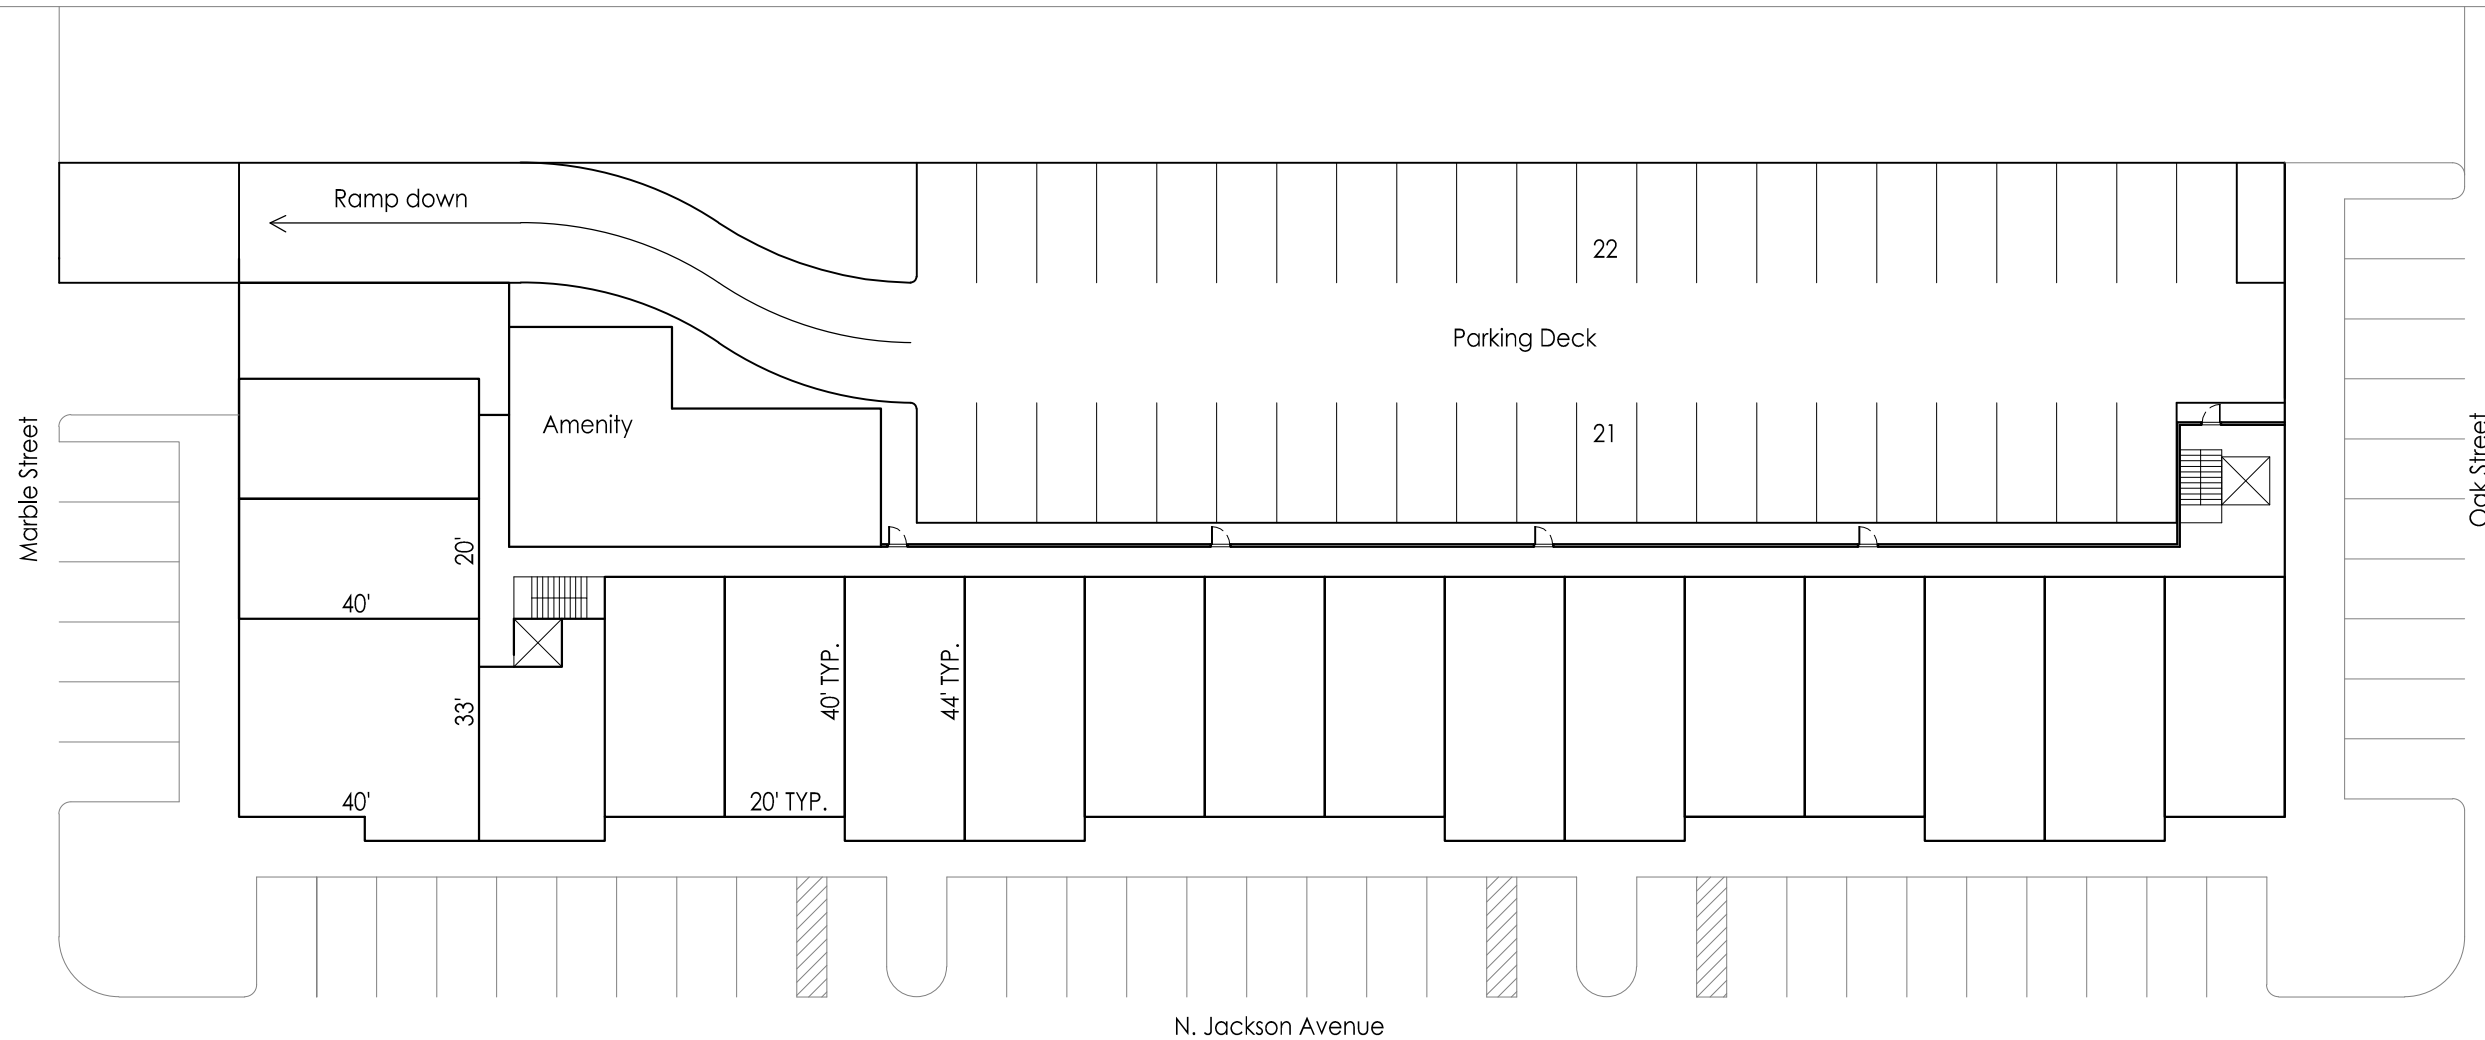 Ramp down
22
Parking Deck
Amenity
21
Marble Street
Oak Street
20'
40'
40' TYP.
44' TYP.
33'
40'
20' TYP.
N. Jackson Avenue